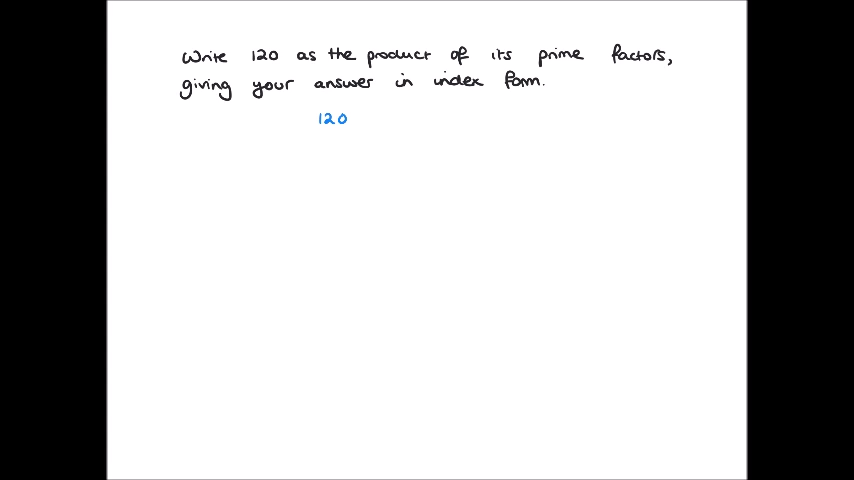 Write 120 as the product of its prime factors,
giving your answer in index form.
120